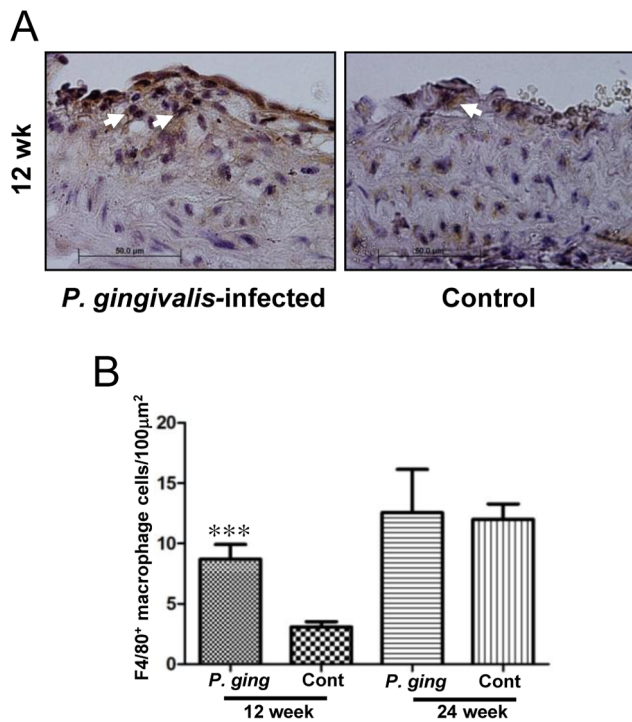 A
12 wk
50.0 µm
50.0 µm
P. gingivalis-infected
Control
B
F4/80+ macrophage cells/100µm2
20
15
10
5
0
***
P. ging
Cont
P. ging
Cont
12 week
24 week